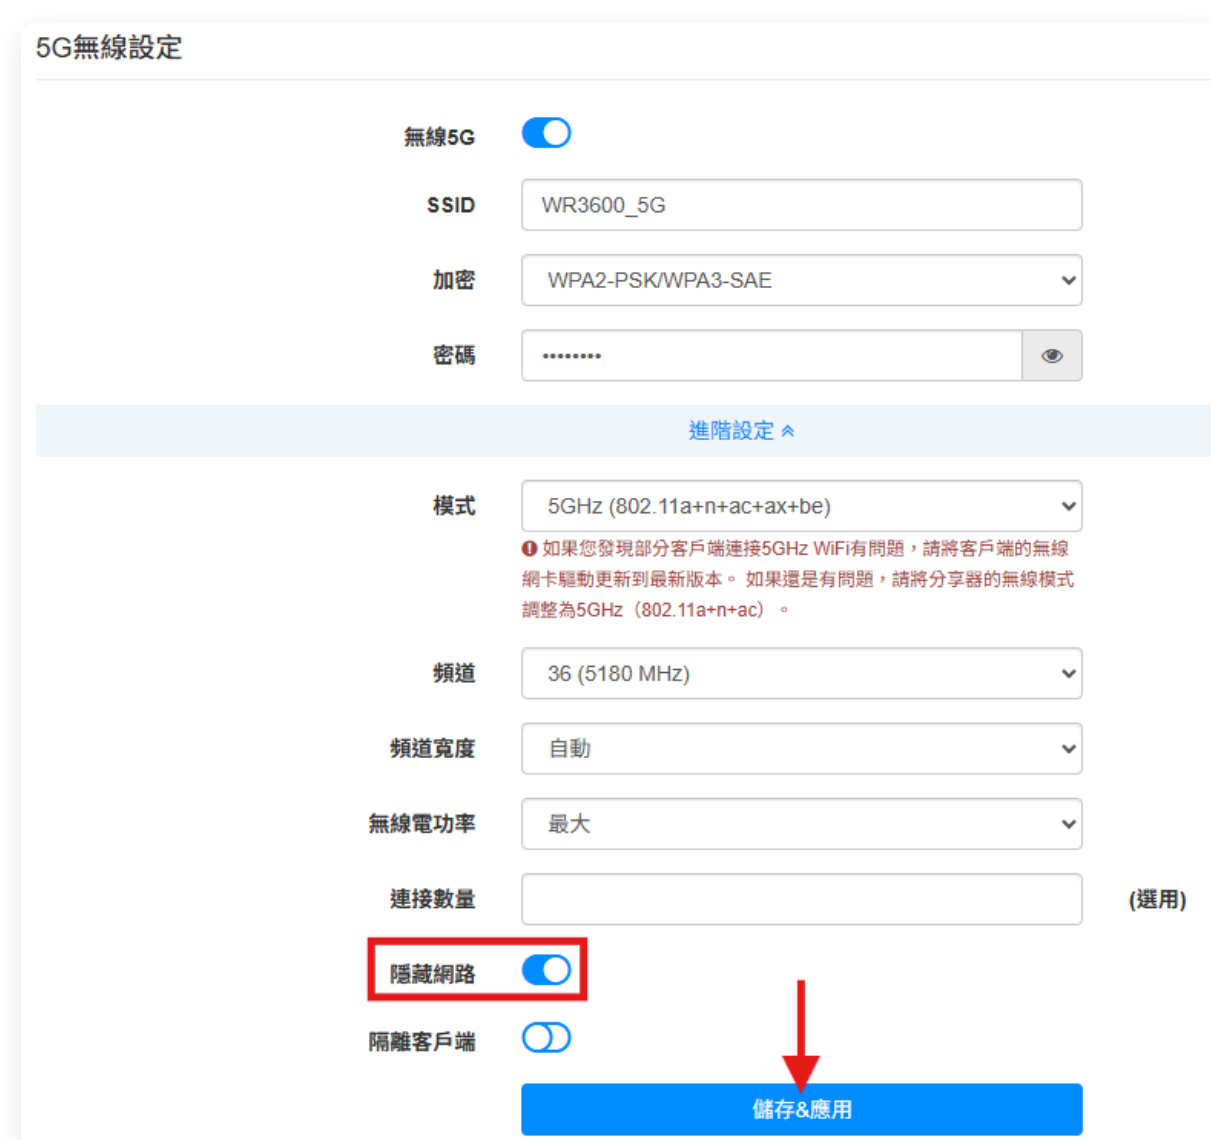 5G無線設定
無線5G
SSID
WR3600_5G
加密
WPA2-PSK/WPA3-SAE
密碼
••••••••
進階設定
模式
5GHz (802.11a+n+ac+ax+be)
如果您發現部分客戶端連接5GHz WiFi有問題，請將客戶端的無線
網卡驅動更新到最新版本。 如果還是有問題，請將分享器的無線模式
調整為5GHz（802.11a+n+ac）。
頻道
36 (5180 MHz)
頻道寬度
自動
無線電功率
最大
連接數量
(選用)
隱藏網路
隔離客戶端
儲存&應用